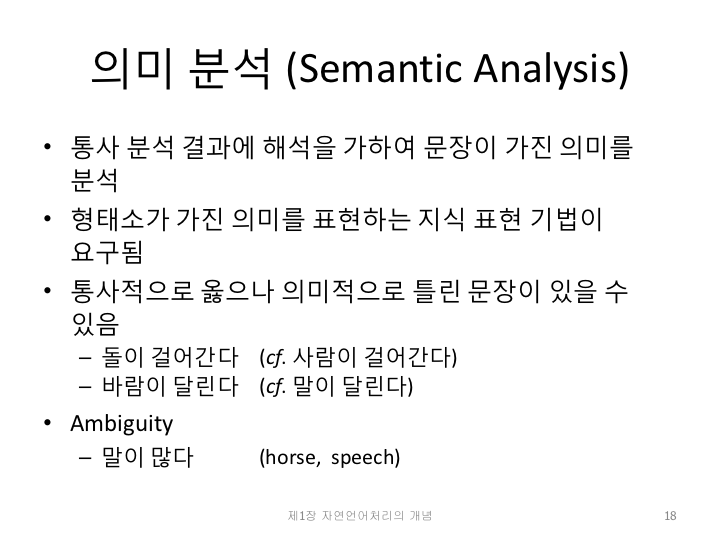 의미 분석 (Semantic Analysis)
• 통사 분석 결과에 해석을 가하여 문장이 가진 의미를
분석
• 형태소가 가진 의미를 표현하는 지식 표현 기법이
요구됨
• 통사적으로 옳으나 의미적으로 틀린 문장이 있을 수
있음
– 돌이 걸어간다 (cf. 사람이 걸어간다)
– 바람이 달린다 (cf. 말이 달린다)
• Ambiguity
– 말이 많다 (horse, speech)
제1장 자연언어처리의 개념 18